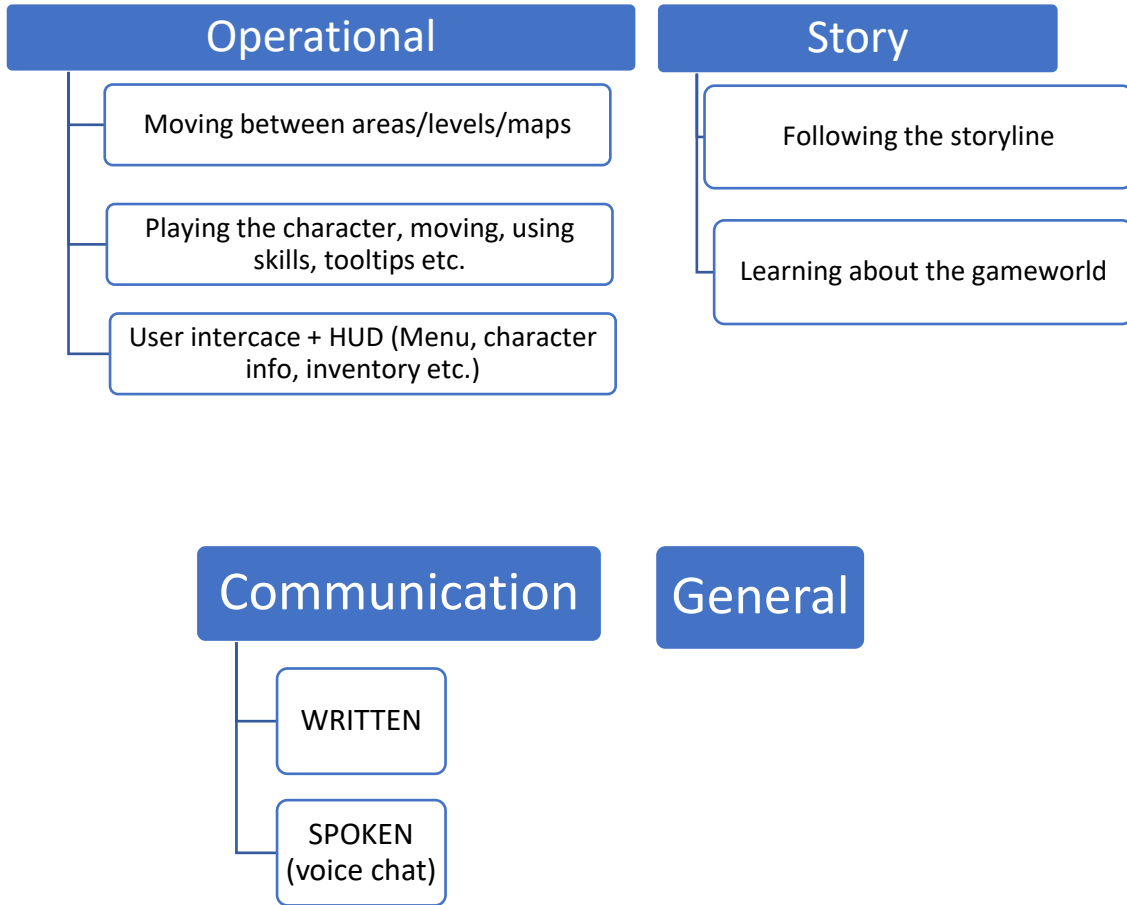 Operational
Moving between areas/levels/maps
Playing the character, moving, using
skills, tooltips etc.
User intercace + HUD (Menu, character
info, inventory etc.)
Story
Following the storyline
Learning about the gameworld
Communication
WRITTEN
SPOKEN
(voice chat)
General